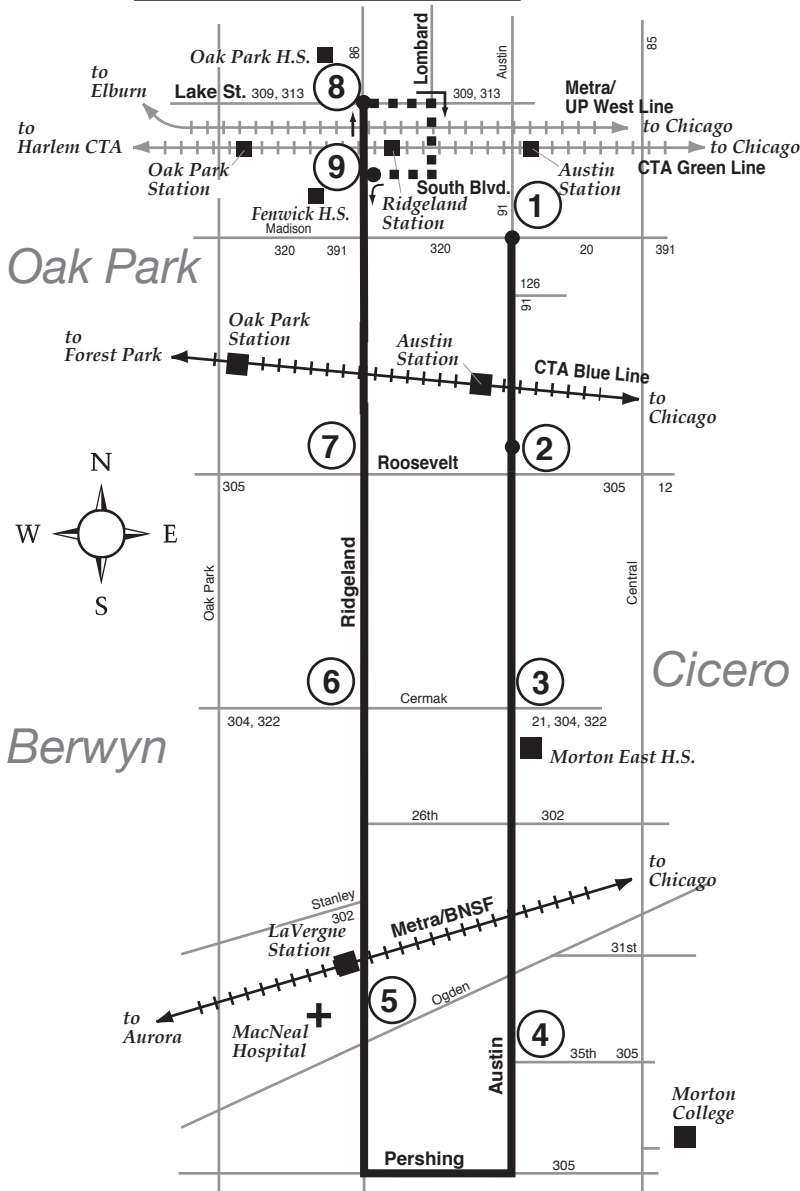 86
Lombard
Austin
85
Oak Park H.S.
to
Elburn
8
Lake St. 309, 313
309, 313
Metra/
UP West Line
to
Harlem CTA
to Chicago
to Chicago
CTA Green Line
Oak Park
Station
9
Ridgeland
Station
South Blvd.
Austin
Station
Fenwick H.S.
91
1
Madison
320
391
320
20
391
Oak Park
126
91
Oak Park
Station
Austin
Station
to
Forest Park
CTA Blue Line
to
Chicago
7
2
Roosevelt
305
305
12
N
W
E
S
Oak Park
Ridgeland
Central
6
3
Cicero
Cermak
304, 322
21, 304, 322
Berwyn
Morton East H.S.
26th
302
to
Chicago
Stanley
302
Metra/BNSF
LaVergne
Station
31st
5
Ogden
to
Aurora
MacNeal
Hospital
4
Austin
35th
305
Morton
College
Pershing
305